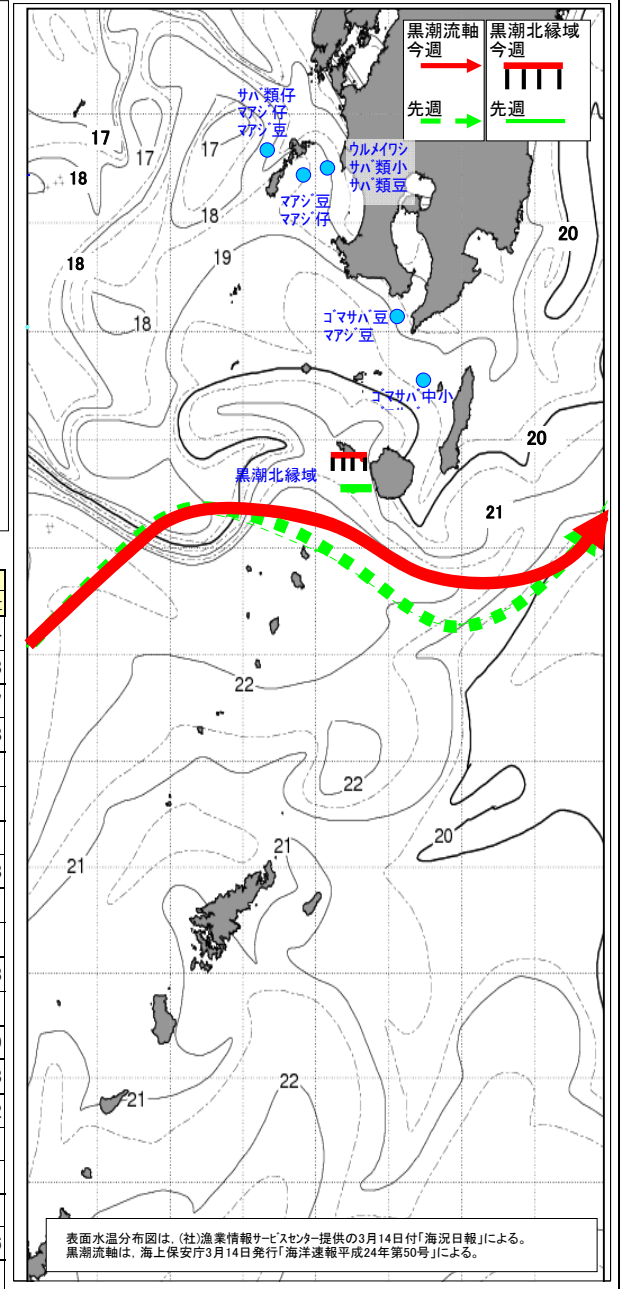 黒潮流軸
今週
先週
黒潮北縁域
今週
先週
サバ類仔
マアジ仔
マアジ豆
ウルメイワシ
サバ類小
サバ類豆
マアジ豆
マアジ仔
17
17
17
18
18
18
18
19
20
ゴマサバ豆
マアジ豆
ゴマサバ中小
20
黒潮北縁域
21
22
22
20
21
21
22
21
表面水温分布図は、(社)漁業情報サービスセンター提供の3月14日付「海況日報」による。
黒潮流軸は、海上保安庁3月14日発行「海洋速報平成24年第50号」による。